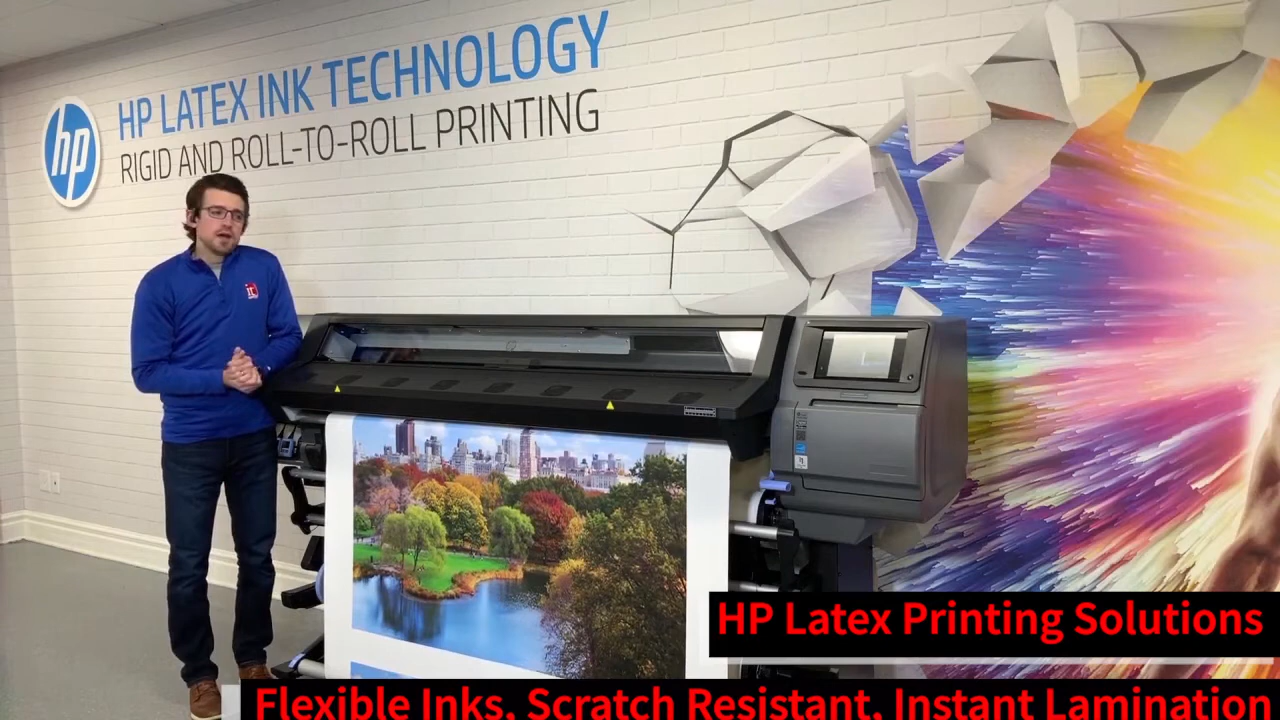 hp
HP LATEX INK TECHNOLOGY
RIGID AND ROLL-TO-ROLL PRINTING
HP Latex Printing Solutions
Flexible Inks, Scratch Resistant, Instant Lamination